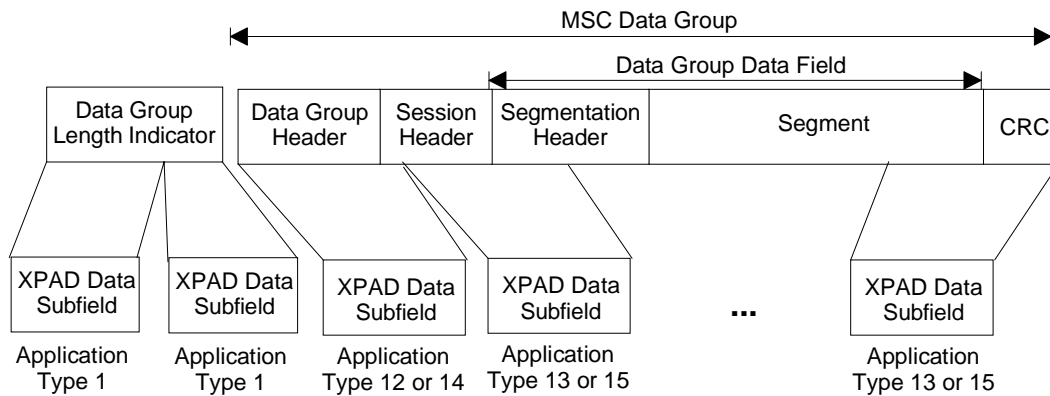 MSC Data Group
Data Group Data Field
Data Group
Length Indicator
Data Group
Header
Session
Header
Segmentation
Header
Segment
CRC
XPAD Data
Subfield
XPAD Data
Subfield
XPAD Data
Subfield
XPAD Data
Subfield
...
XPAD Data
Subfield
Application
Type 1
Application
Type 1
Application
Type 12 or 14
Application
Type 13 or 15
Application
Type 13 or 15